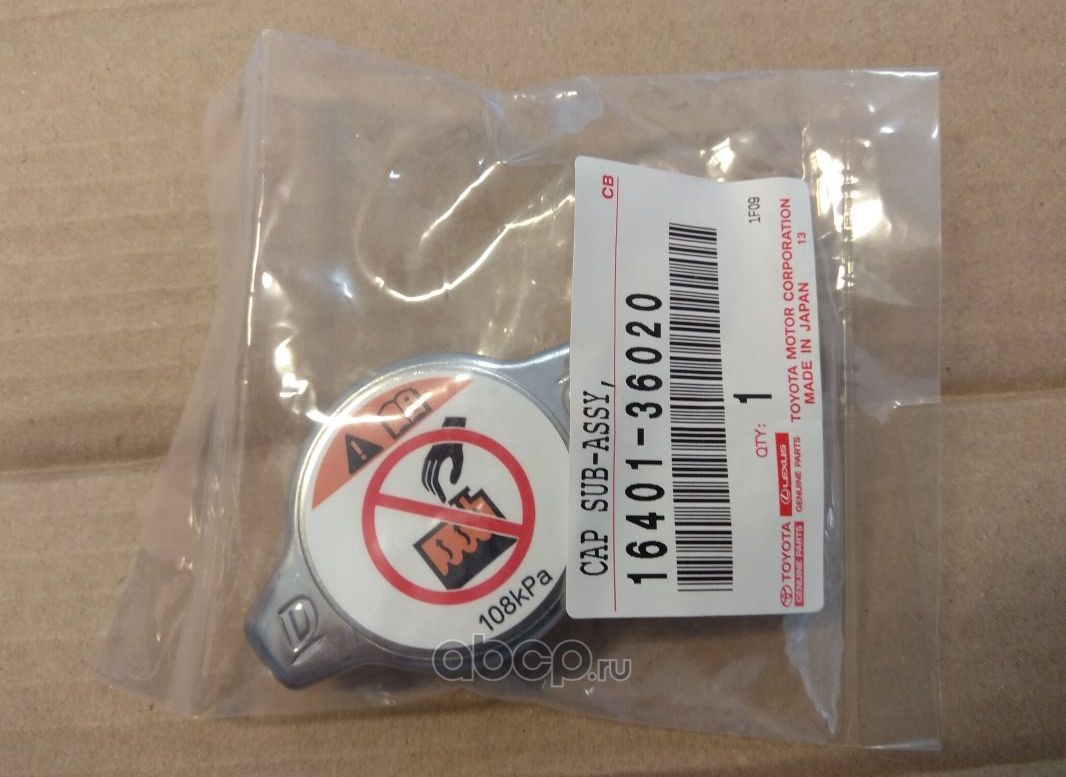 CB
CAP SUB-ASSY,
16401-36020
1F09
QTY: 1
TOYOTA
GENUINE PARTS
LEXUS
GENUINE PARTS
TOYOTA MOTOR CORPORATION
MADE IN JAPAN 13
108kPa
D
abcp.ru